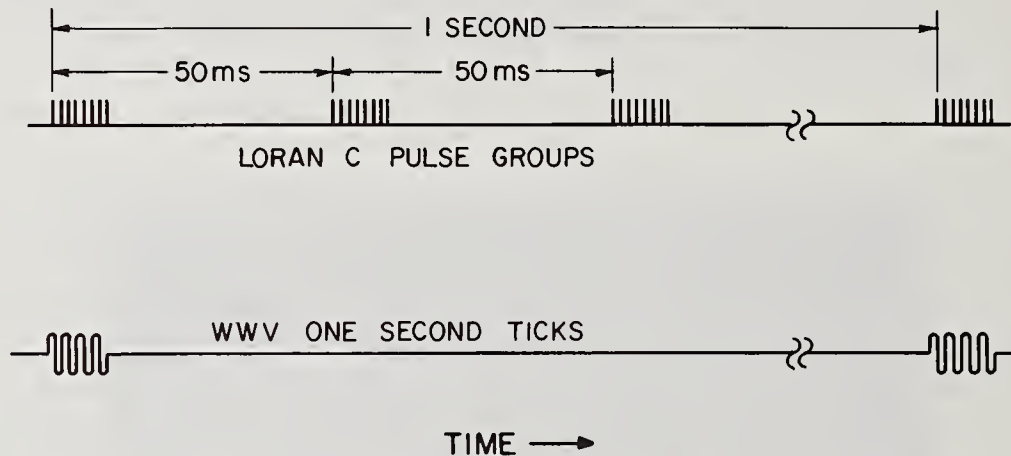 1 SECOND
50ms 50ms
LORAN C PULSE GROUPS
WWV ONE SECOND TICKS
TIME